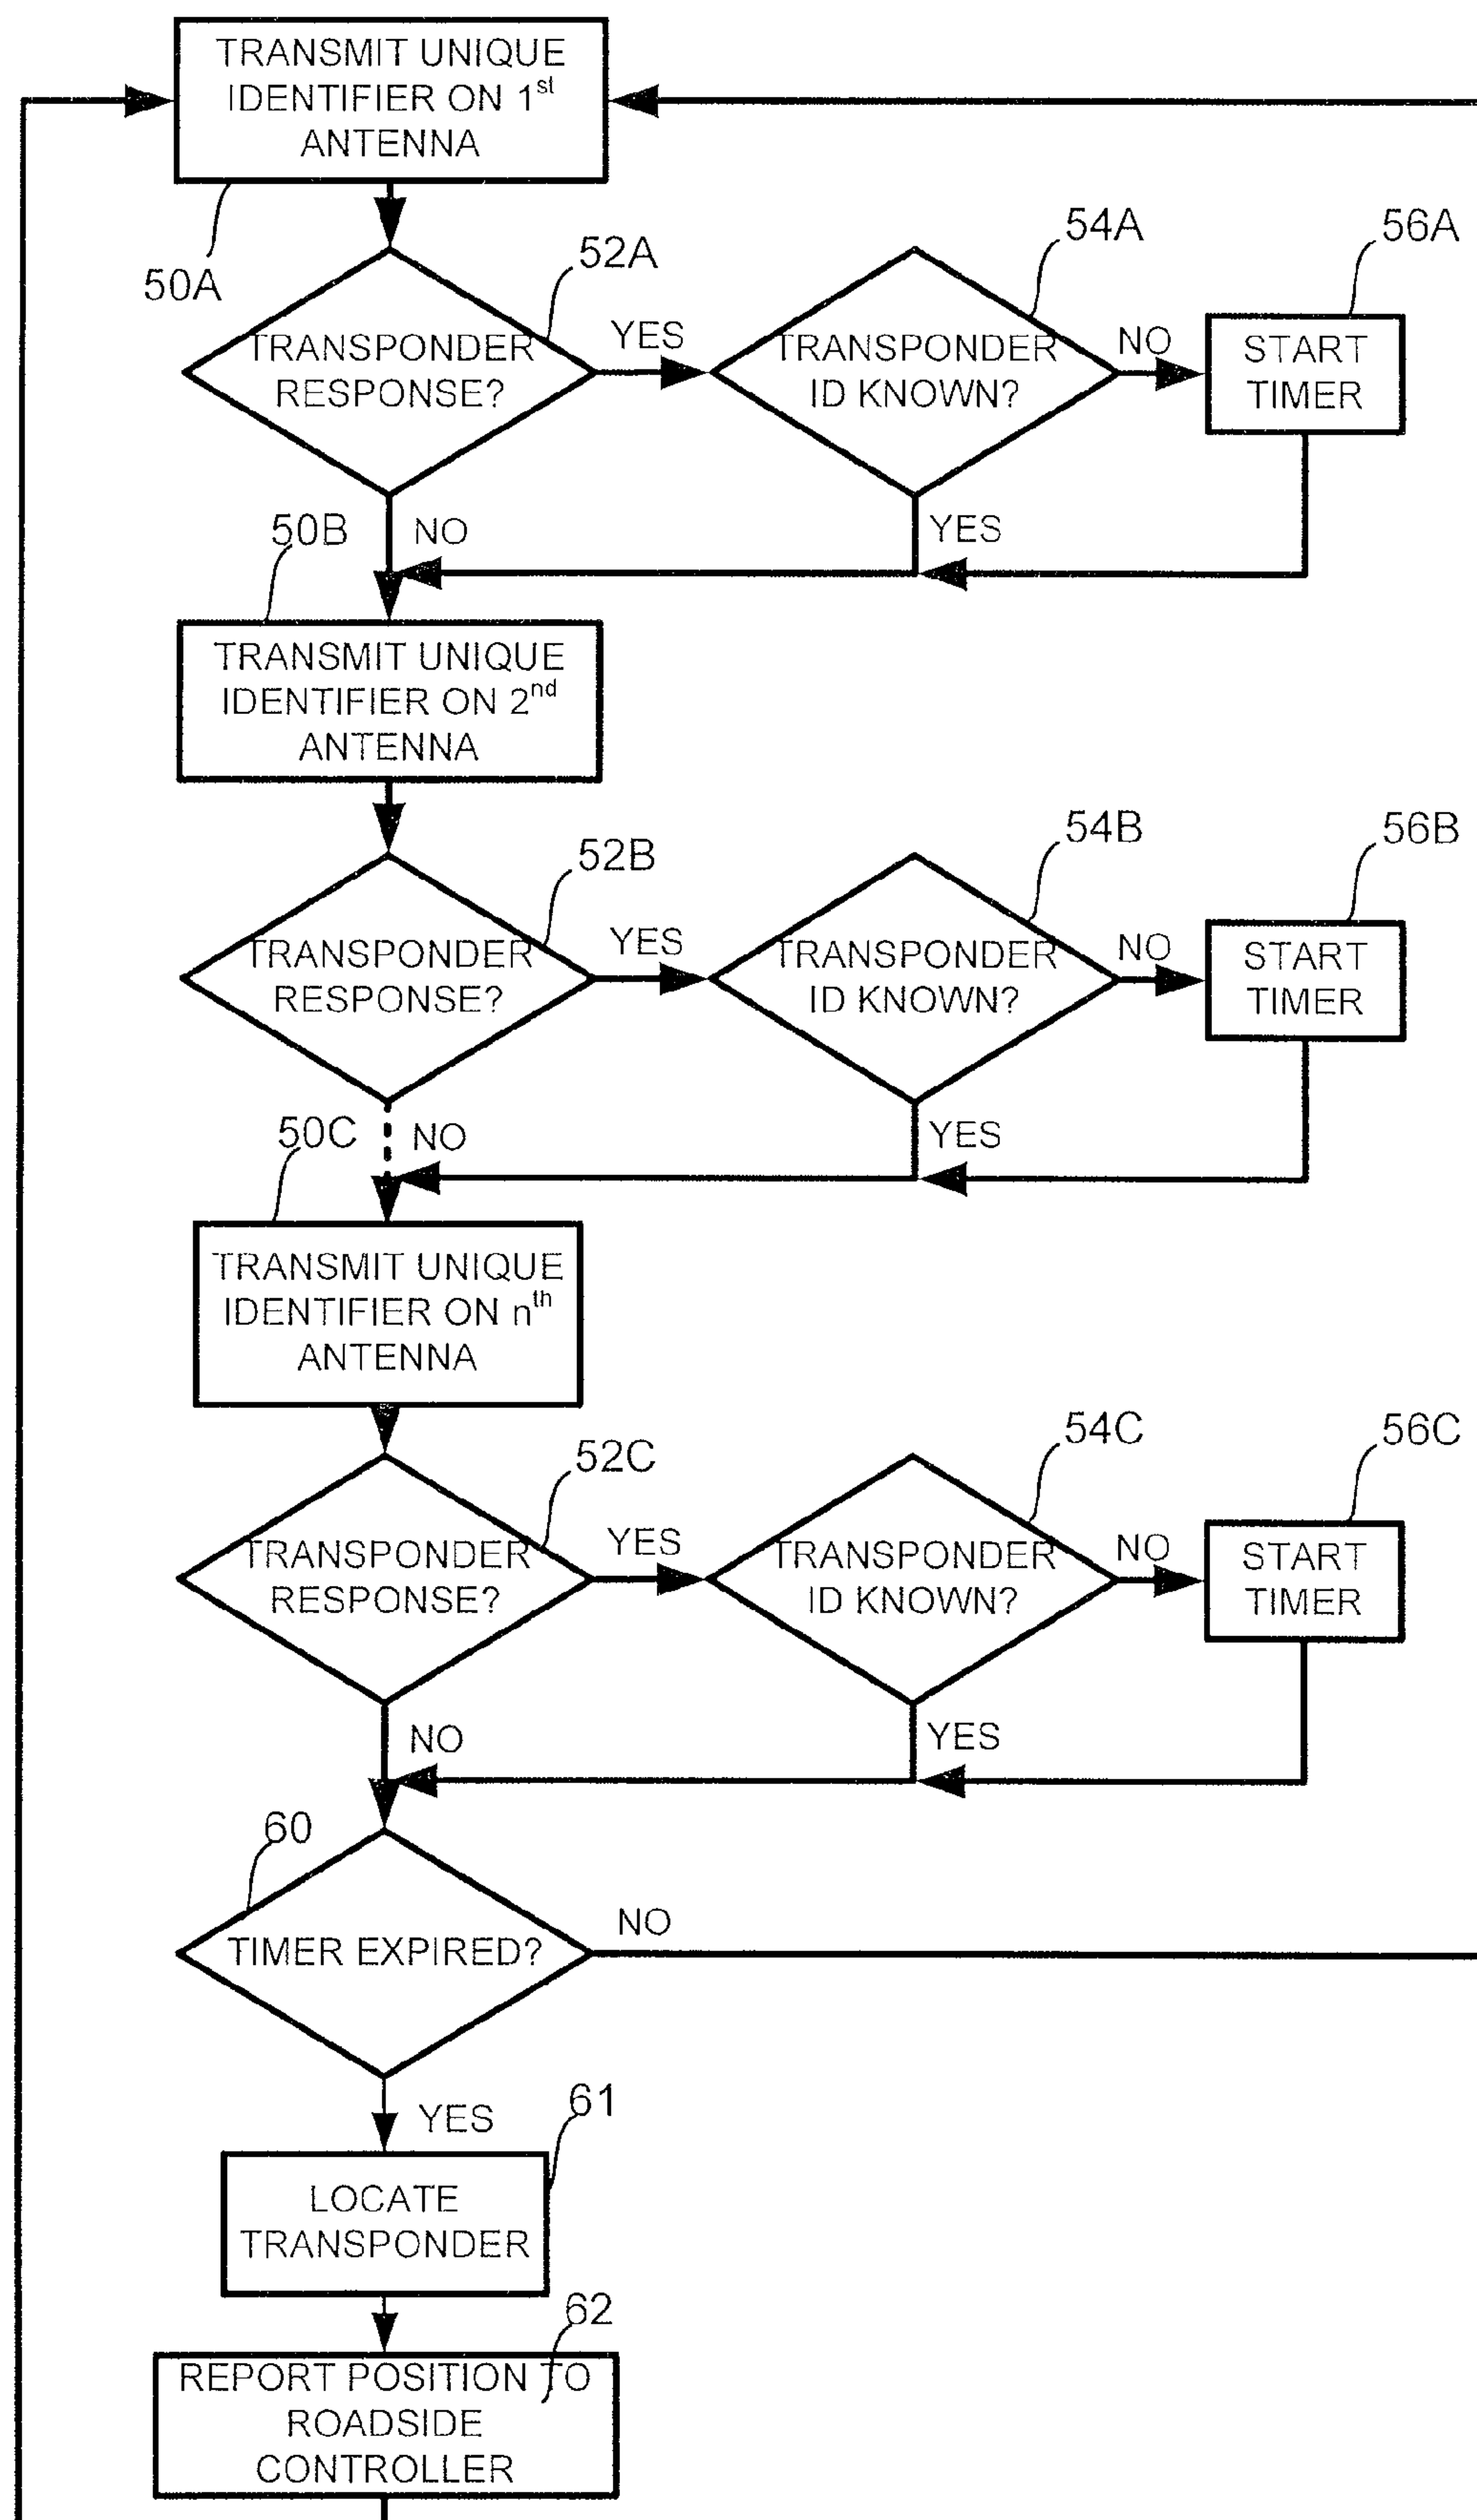 TRANSMIT UNIQUE
IDENTIFIER ON 1st
ANTENNA
50A
52A
54A
56A
TRANSPONDER
RESPONSE?
YES
TRANSPONDER
ID KNOWN?
NO
START
TIMER
50B
NO
YES
TRANSMIT UNIQUE
IDENTIFIER ON 2nd
ANTENNA
52B
54B
56B
TRANSPONDER
RESPONSE?
YES
TRANSPONDER
ID KNOWN?
NO
START
TIMER
50C
NO
YES
TRANSMIT UNIQUE
IDENTIFIER ON nth
ANTENNA
52C
54C
56C
TRANSPONDER
RESPONSE?
YES
TRANSPONDER
ID KNOWN?
NO
START
TIMER
NO
YES
60
TIMER EXPIRED?
NO
YES
61
LOCATE
TRANSPONDER
62
REPORT POSITION TO
ROADSIDE
CONTROLLER